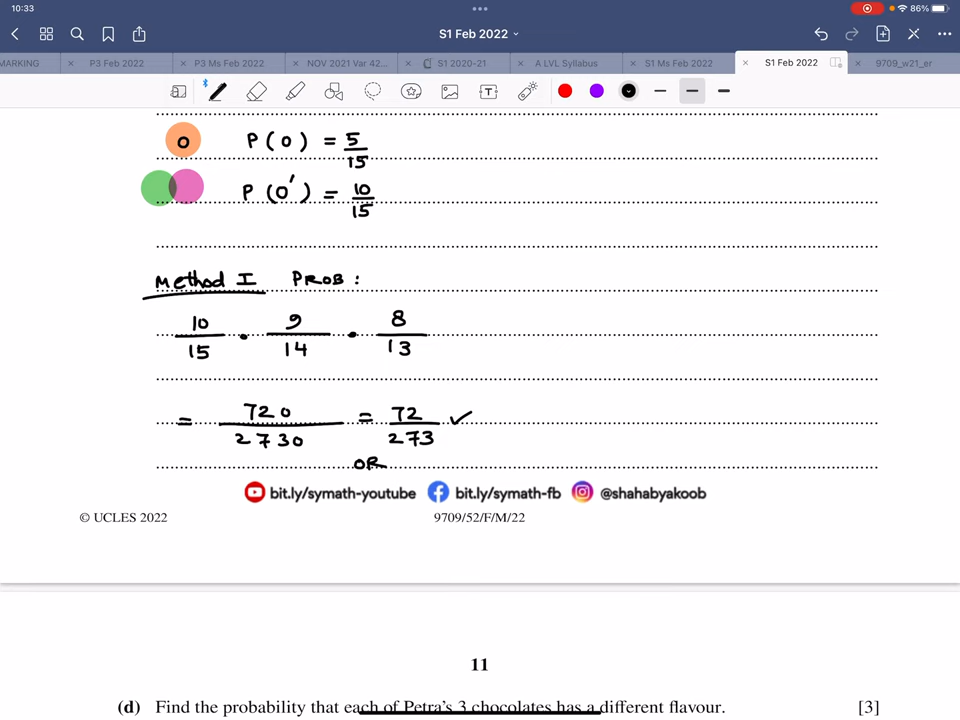 10:33
86%
S1 Feb 2022
MARKING
P3 Feb 2022
P3 Ms Feb 2022
NOV 2021 Var 42...
S1 2020-21
A LVL Syllabus
S1 Ms Feb 2022
S1 Feb 2022
9709_w21_er
O P(O) = 5/15
P(O') = 10/15
Method I PROB:
10/15 · 9/14 · 8/13
= 720/2730 = 72/273 ✓
OR
bit.ly/symath-youtube bit.ly/symath-fb @shahabyakoob
© UCLES 2022 9709/52/F/M/22
11
(d) Find the probability that each of Petra's 3 chocolates has a different flavour. [3]